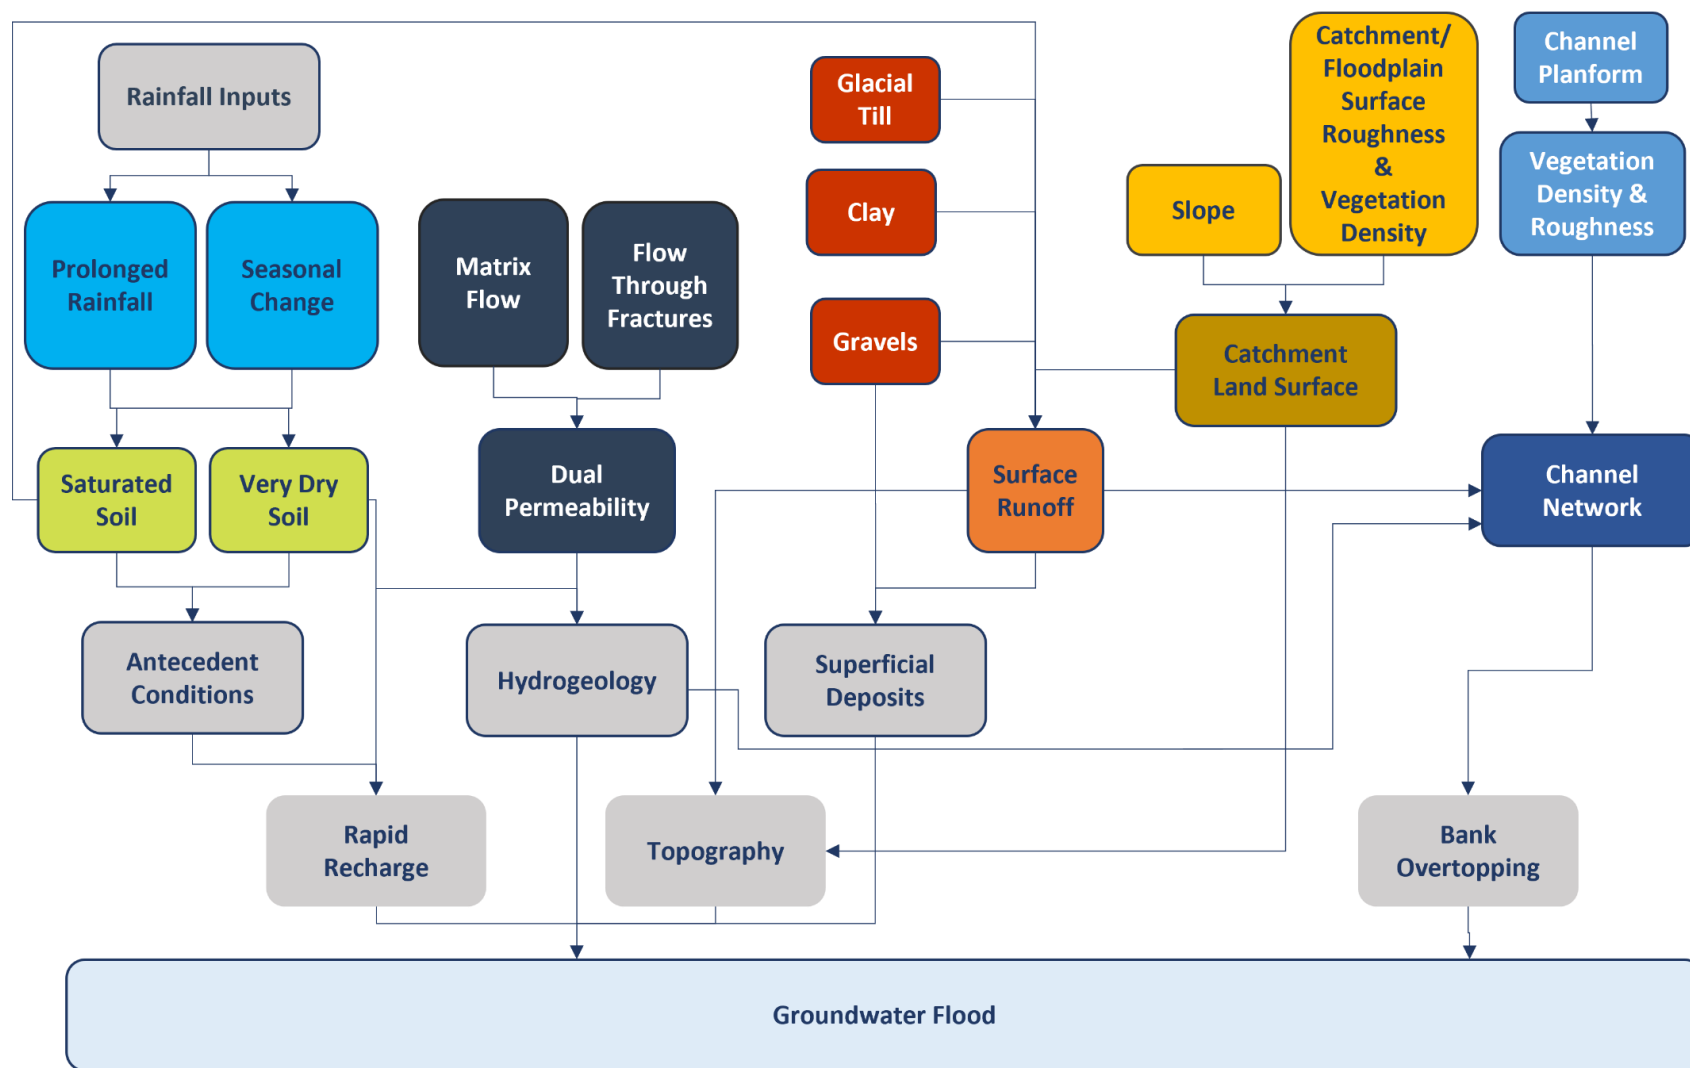 Rainfall Inputs
Glacial
Till
Catchment/
Floodplain
Surface
Roughness
&
Vegetation
Density
Channel
Planform
Clay
Slope
Vegetation
Density &
Roughness
Prolonged
Rainfall
Seasonal
Change
Matrix
Flow
Flow
Through
Fractures
Gravels
Catchment
Land Surface
Saturated
Soil
Very Dry
Soil
Dual
Permeability
Surface
Runoff
Channel
Network
Antecedent
Conditions
Hydrogeology
Superficial
Deposits
Rapid
Recharge
Topography
Bank
Overtopping
Groundwater Flood